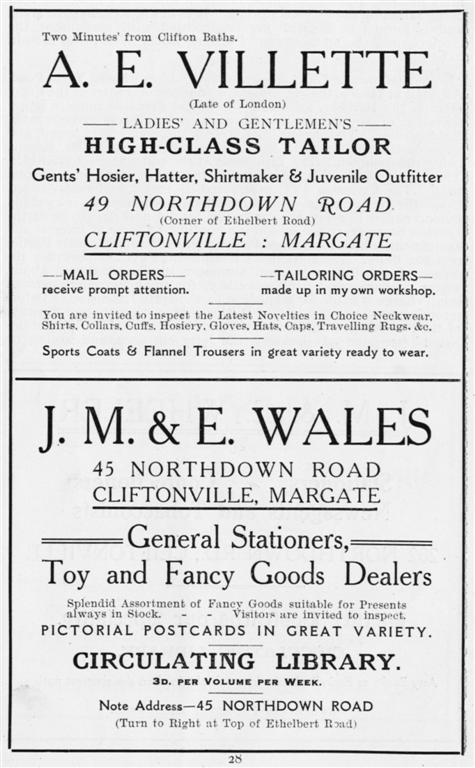 Two Minutes' from Clifton Baths.
A. E. VILLETTE
(Late of London)
LADIES' AND GENTLEMEN'S
HIGH-CLASS TAILOR
Gents' Hosier, Hatter, Shirtmaker & Juvenile Outfitter
49 NORTHDOWN ROAD.
(Corner of Ethelbert Road)
CLIFTONVILLE : MARGATE
—MAIL ORDERS— —TAILORING ORDERS—
receive prompt attention. made up in my own workshop.
You are invited to inspect the Latest Novelties in Choice Neckwear,
Shirts, Collars, Cuffs, Hosiery, Gloves, Hats, Caps, Travelling Rugs, &c.
Sports Coats & Flannel Trousers in great variety ready to wear.
J. M. & E. WALES
45 NORTHDOWN ROAD
CLIFTONVILLE, MARGATE
General Stationers,
Toy and Fancy Goods Dealers
Splendid Assortment of Fancy Goods suitable for Presents
always in Stock. - - Visitors are invited to inspect.
PICTORIAL POSTCARDS IN GREAT VARIETY.
CIRCULATING LIBRARY.
3D. PER VOLUME PER WEEK.
Note Address—45 NORTHDOWN ROAD
(Turn to Right at Top of Ethelbert Road)
28